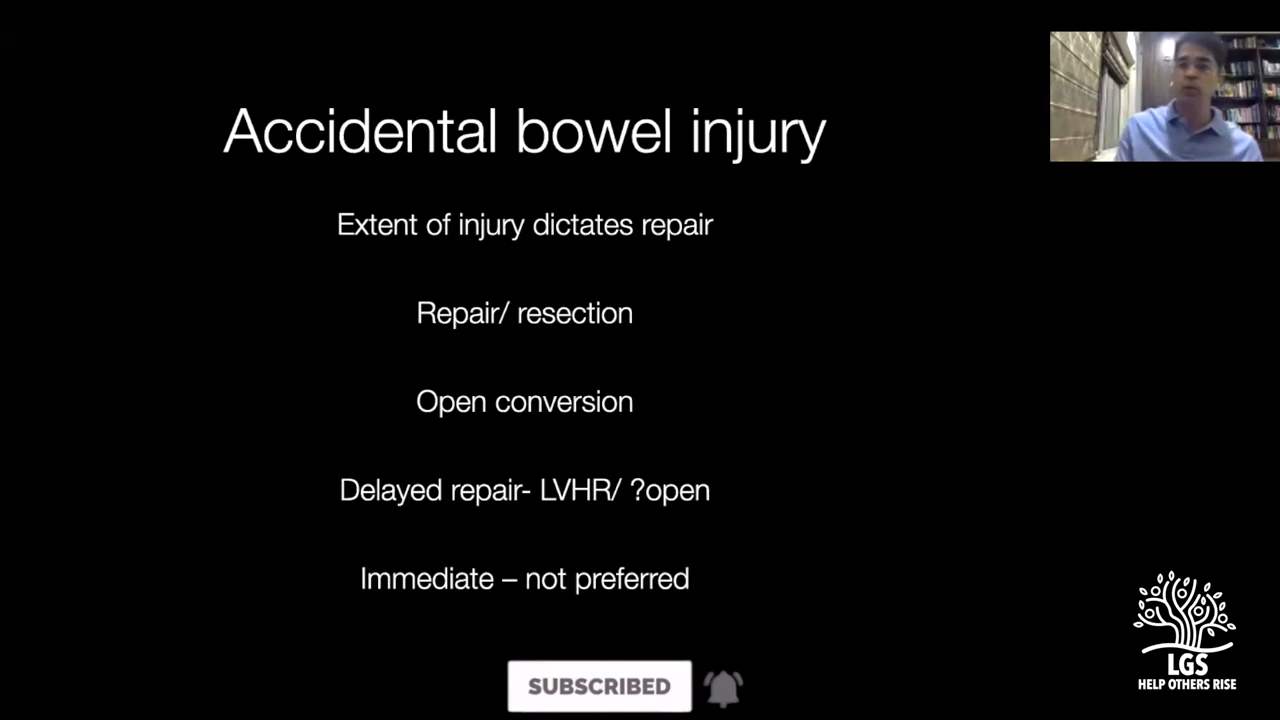 Accidental bowel injury
Extent of injury dictates repair
Repair/ resection
Open conversion
Delayed repair- LVHR/ ?open
Immediate – not preferred
SUBSCRIBED
LGS
HELP OTHERS RISE